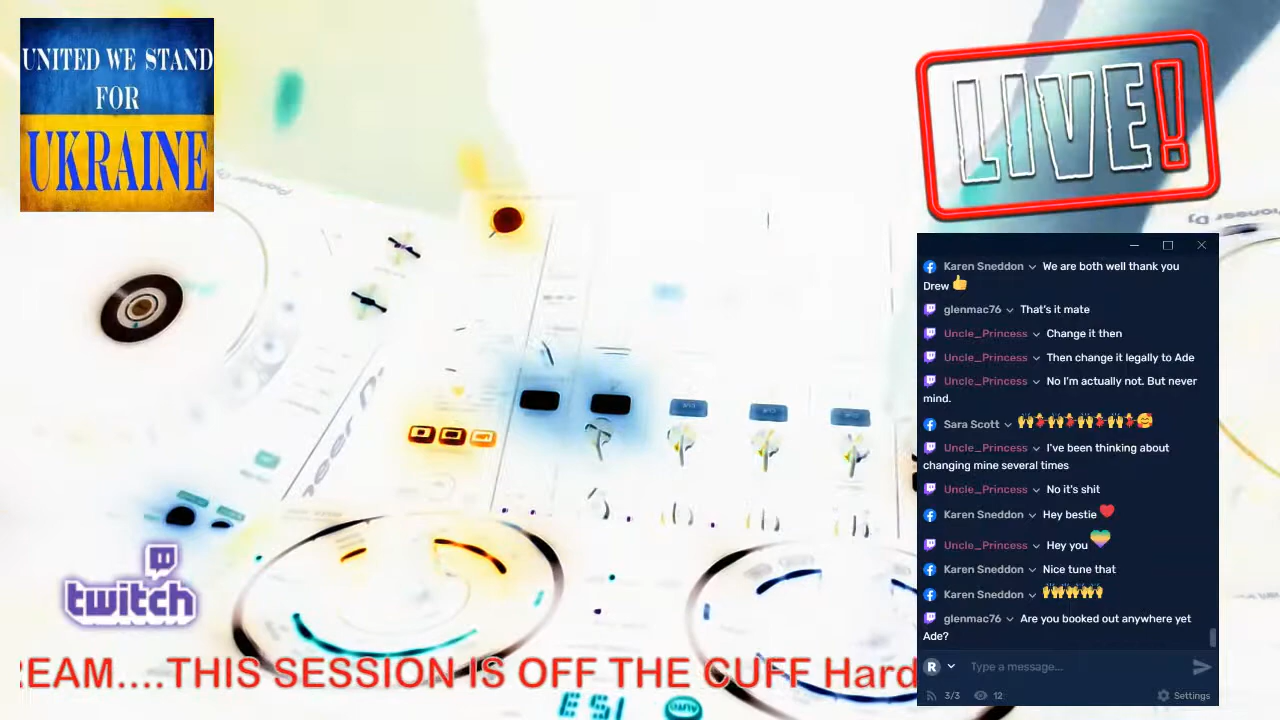 UNITED WE STAND
FOR
UKRAINE
LIVE!
Pioneer Dj
Karen Sneddon We are both well thank you
Drew 👍
glenmac76 That's it mate
Uncle_Princess Change it then
Uncle_Princess Then change it legally to Ade
Uncle_Princess No I'm actually not. But never
mind.
Sara Scott
Uncle_Princess I've been thinking about
changing mine several times
Uncle_Princess No it's shit
Karen Sneddon Hey bestie ❤️
Uncle_Princess Hey you
Karen Sneddon Nice tune that
Karen Sneddon
glenmac76 Are you booked out anywhere yet
Ade?
R Type a message...
3/3 12 Settings
twitch
REAM....THIS SESSION IS OFF THE CUFF Hard
AUTO